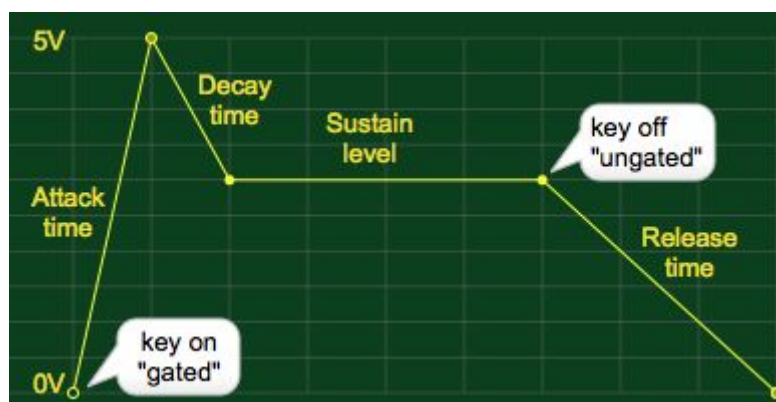 5V
Decay
time
Sustain
level
key off
"ungated"
Attack
time
Release
time
key on
"gated"
0V